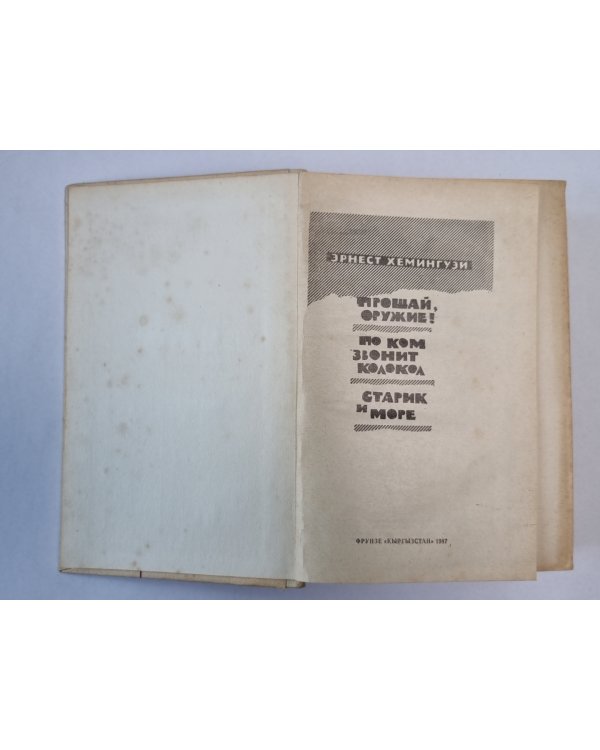 ЭРНЕСТ ХЕМИНГУЭЙ
ПРОЩАЙ,
ОРУЖИЕ!
ПО КОМ
ЗВОНИТ
КОЛОКОЛ
СТАРИК
И
МОРЕ
ФРУНЗЕ «КЫРГЫЗСТАН» 1987